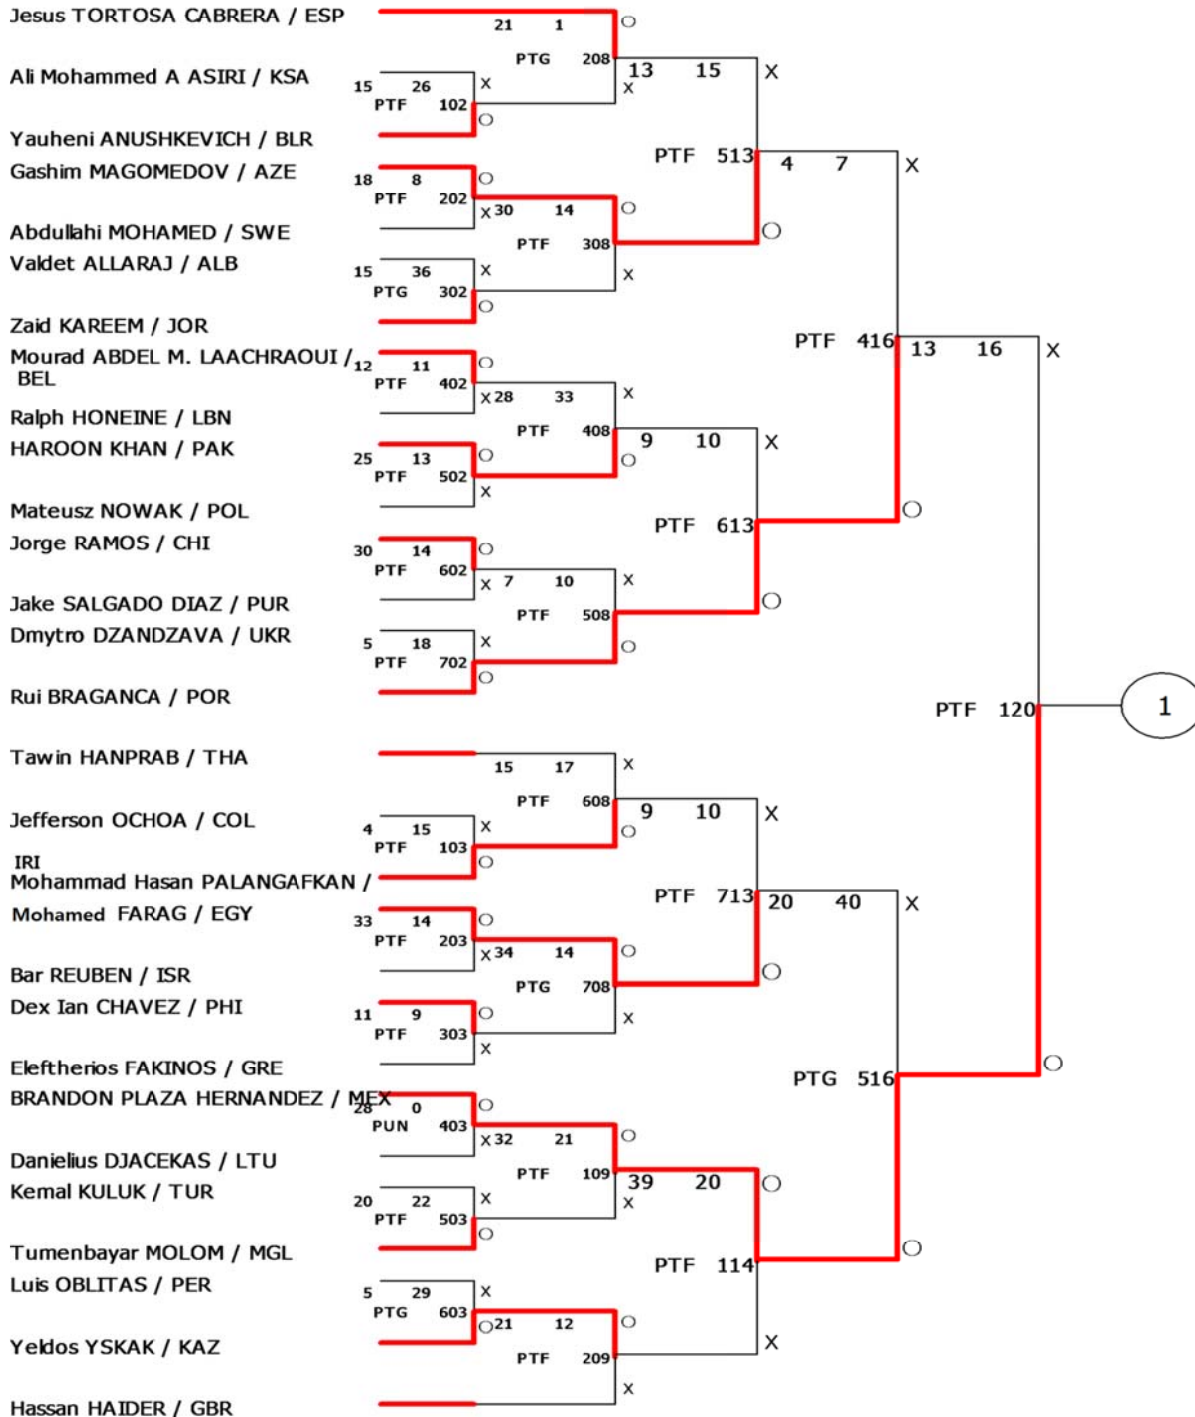 Jesus TORTOSA CABRERA / ESP
O
21 1
PTG 208
13 15 X
Ali Mohammed A ASIRI / KSA
15 26 X
X
PTF 102
O
Yauheni ANUSHKEVICH / BLR
PTF 513
4 7 X
Gashim MAGOMEDOV / AZE
18 8 O
PTF 202
X 30 14 O
Abdullahi MOHAMED / SWE
O
PTF 308
Valdet ALLARAJ / ALB
15 36 X
X
PTG 302
O
Zaid KAREEM / JOR
PTF 416
13 16 X
Mourad ABDEL M. LAACHRAOUI /
BEL
12 11 O
PTF 402
X 28 33 X
Ralph HONEINE / LBN
PTF 408
9 10 X
HAROON KHAN / PAK
25 13 O
O
PTF 502
X
Mateusz NOWAK / POL
O
PTF 613
Jorge RAMOS / CHI
30 14 O
PTF 602
X 7 10 X
Jake SALGADO DIAZ / PUR
O
PTF 508
Dmytro DZANDZAVA / UKR
5 18 X
O
PTF 702
O
Rui BRAGANCA / POR
PTF 120
1
Tawin HANPRAB / THA
15 17 X
PTF 608
9 10 X
Jefferson OCHOA / COL
4 15 X
O
PTF 103
O
IRI
Mohammad Hasan PALANGAFKAN /
PTF 713
20 40 X
Mohamed FARAG / EGY
33 14 O
PTF 203
X 34 14 O
Bar REUBEN / ISR
O
PTG 708
Dex Ian CHAVEZ / PHI
11 9 O
X
PTF 303
X
Eleftherios FAKINOS / GRE
O
PTG 516
BRANDON PLAZA HERNANDEZ / MEX
28 0 O
PUN 403
X 32 21 O
Danielius DJACEKAS / LTU
PTF 109
39 20 O
Kemal KULUK / TUR
20 22 X
X
PTF 503
O
Tumenbayar MOLOM / MGL
O
PTF 114
Luis OBLITAS / PER
5 29 X
PTG 603
O 21 12 O
Yeldos YSKAK / KAZ
X
PTF 209
X
Hassan HAIDER / GBR